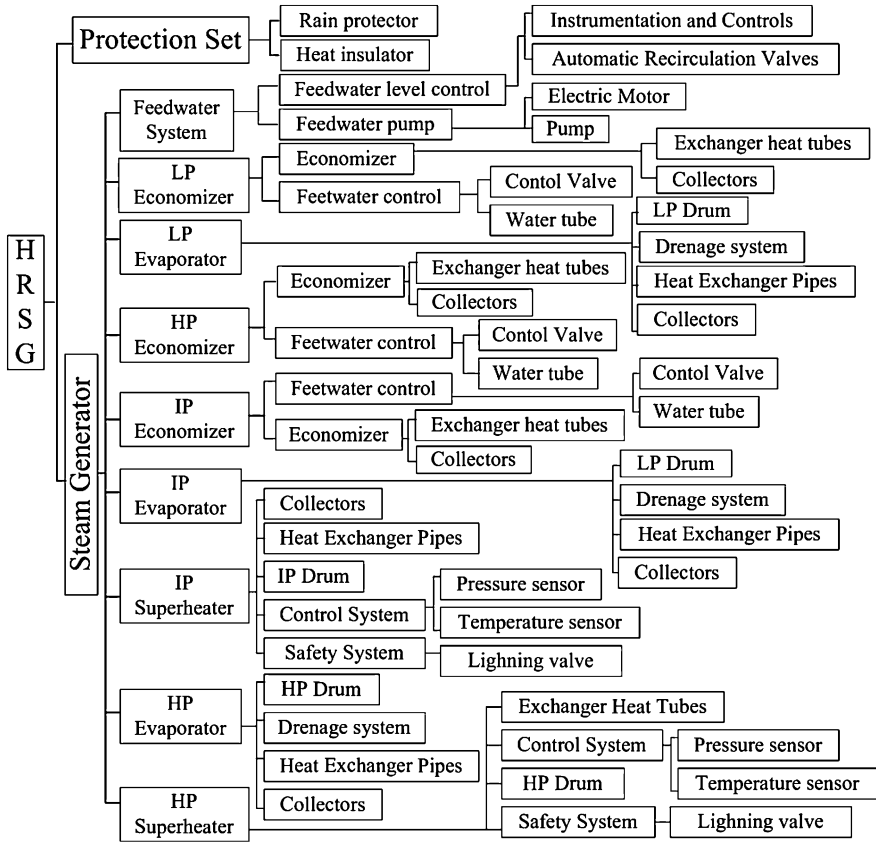 H
R
S
G
Protection Set
Rain protector
Heat insulator
Steam Generator
Feedwater
System
Feedwater level control
Instrumentation and Controls
Automatic Recirculation Valves
Feedwater pump
Electric Motor
Pump
LP
Economizer
Economizer
Exchanger heat tubes
Collectors
Feetwater control
Contol Valve
Water tube
LP
Evaporator
LP Drum
Drenage system
Heat Exchanger Pipes
Collectors
HP
Economizer
Economizer
Exchanger heat tubes
Collectors
Feetwater control
Contol Valve
Water tube
IP
Economizer
Feetwater control
Contol Valve
Water tube
Economizer
Exchanger heat tubes
Collectors
IP
Evaporator
LP Drum
Drenage system
Heat Exchanger Pipes
Collectors
IP
Superheater
Collectors
Heat Exchanger Pipes
IP Drum
Control System
Pressure sensor
Temperature sensor
Safety System
Lighning valve
HP
Evaporator
HP Drum
Drenage system
Heat Exchanger Pipes
Collectors
HP
Superheater
Exchanger Heat Tubes
Control System
Pressure sensor
Temperature sensor
HP Drum
Safety System
Lighning valve